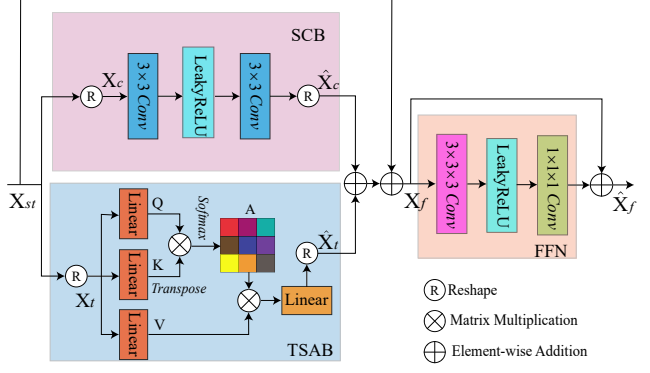 SCB
X_c
3×3 Conv
LeakyReLU
3×3 Conv
X̂_c
R
R
X_st
Linear
Q
Softmax
A
Linear
K
Transpose
Linear
V
R
X_t
Linear
R
X̂_t
TSAB
X_f
3×3×3 Conv
LeakyReLU
1×1×1 Conv
X̂_f
FFN
R Reshape
Matrix Multiplication
Element-wise Addition